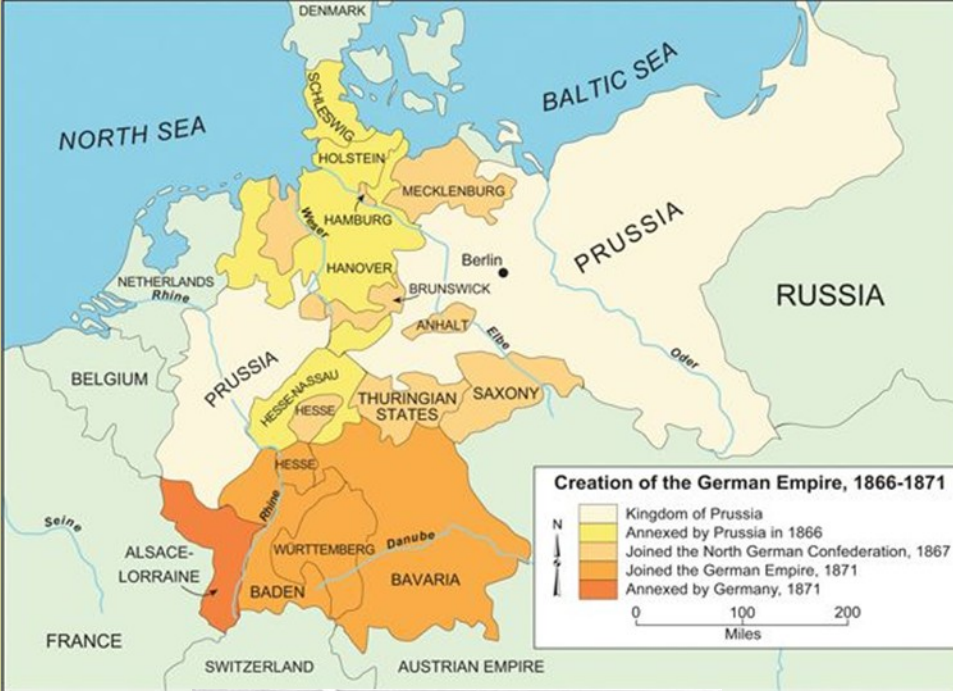 DENMARK
BALTIC SEA
SCHLESWIG
NORTH SEA
HOLSTEIN
MECKLENBURG
HAMBURG
Weser
PRUSSIA
Berlin
HANOVER
NETHERLANDS
Rhine
BRUNSWICK
RUSSIA
ANHALT
Elbe
Oder
BELGIUM
PRUSSIA
HESSE-NASSAU
HESSE
THURINGIAN
STATES
SAXONY
HESSE
Rhine
Seine
ALSACE-
LORRAINE
WÜRTTEMBERG
Danube
BADEN
BAVARIA
FRANCE
SWITZERLAND
AUSTRIAN EMPIRE
Creation of the German Empire, 1866-1871
Kingdom of Prussia
Annexed by Prussia in 1866
Joined the North German Confederation, 1867
Joined the German Empire, 1871
Annexed by Germany, 1871
N
0 100 200
Miles